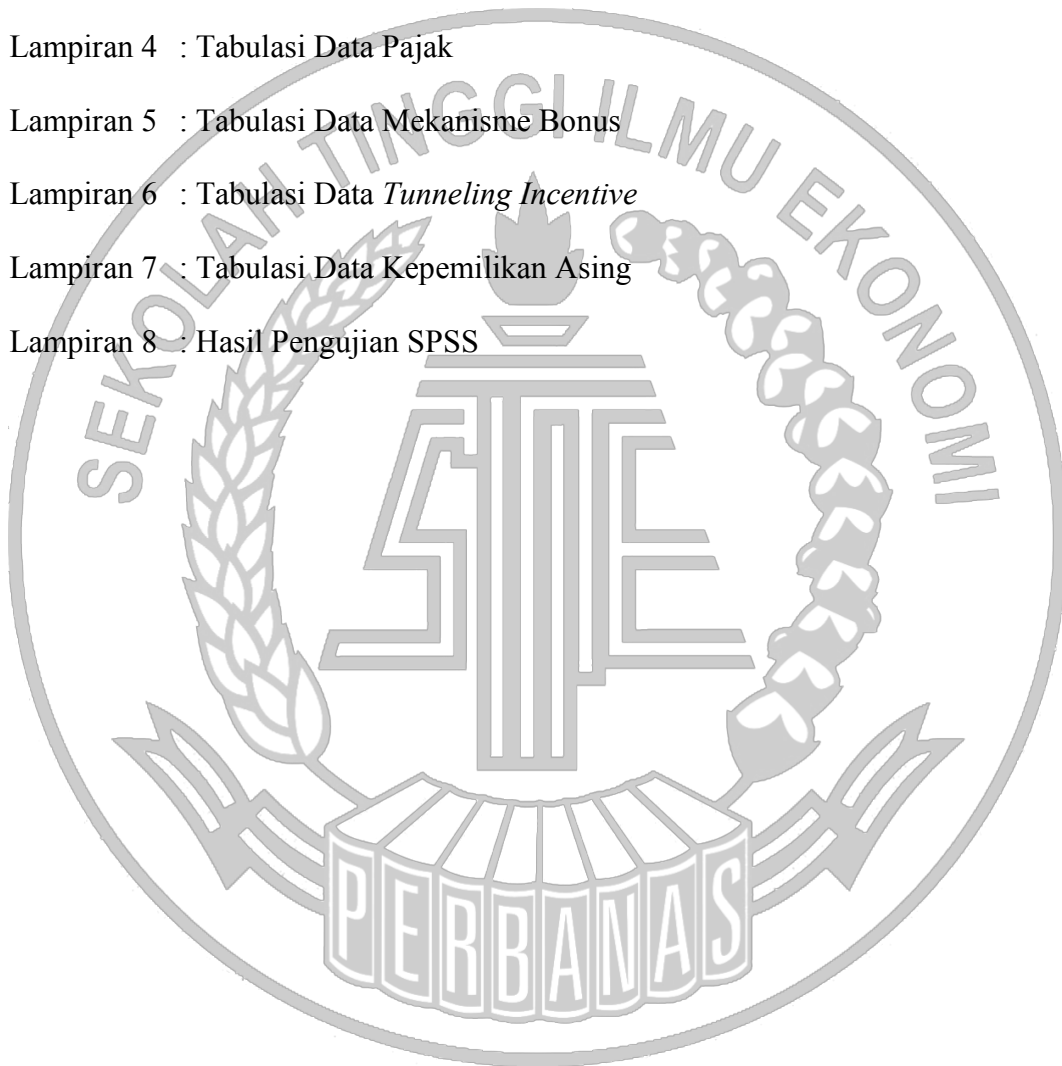 Lampiran 4 : Tabulasi Data Pajak
Lampiran 5 : Tabulasi Data Mekanisme Bonus
Lampiran 6 : Tabulasi Data Tunneling Incentive
Lampiran 7 : Tabulasi Data Kepemilikan Asing
Lampiran 8 : Hasil Pengujian SPSS
SEKOLAH TINGGI ILMU EKONOMI
STIE
PERBANAS